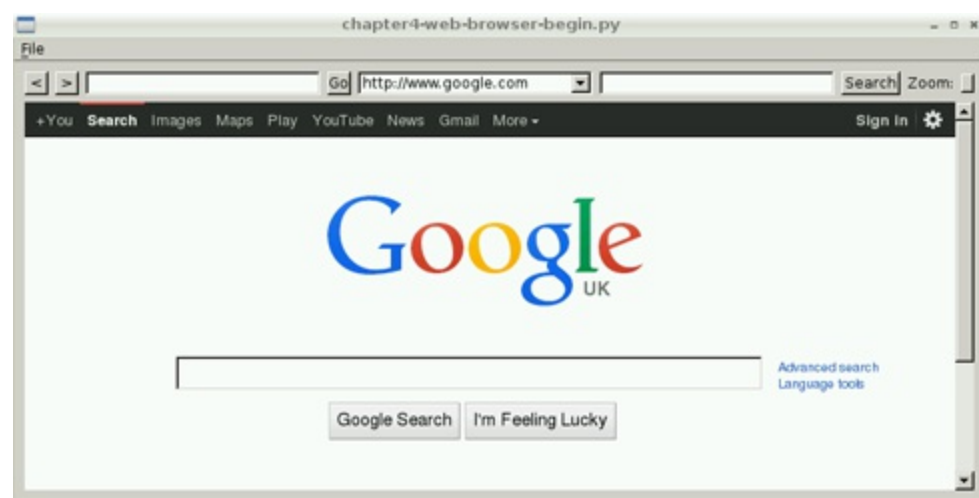 chapter4-web-browser-begin.py
File
< > Go http://www.google.com Search Zoom:
+You Search Images Maps Play YouTube News Gmail More Sign in
Google
UK
Advanced search
Language tools
Google Search I'm Feeling Lucky